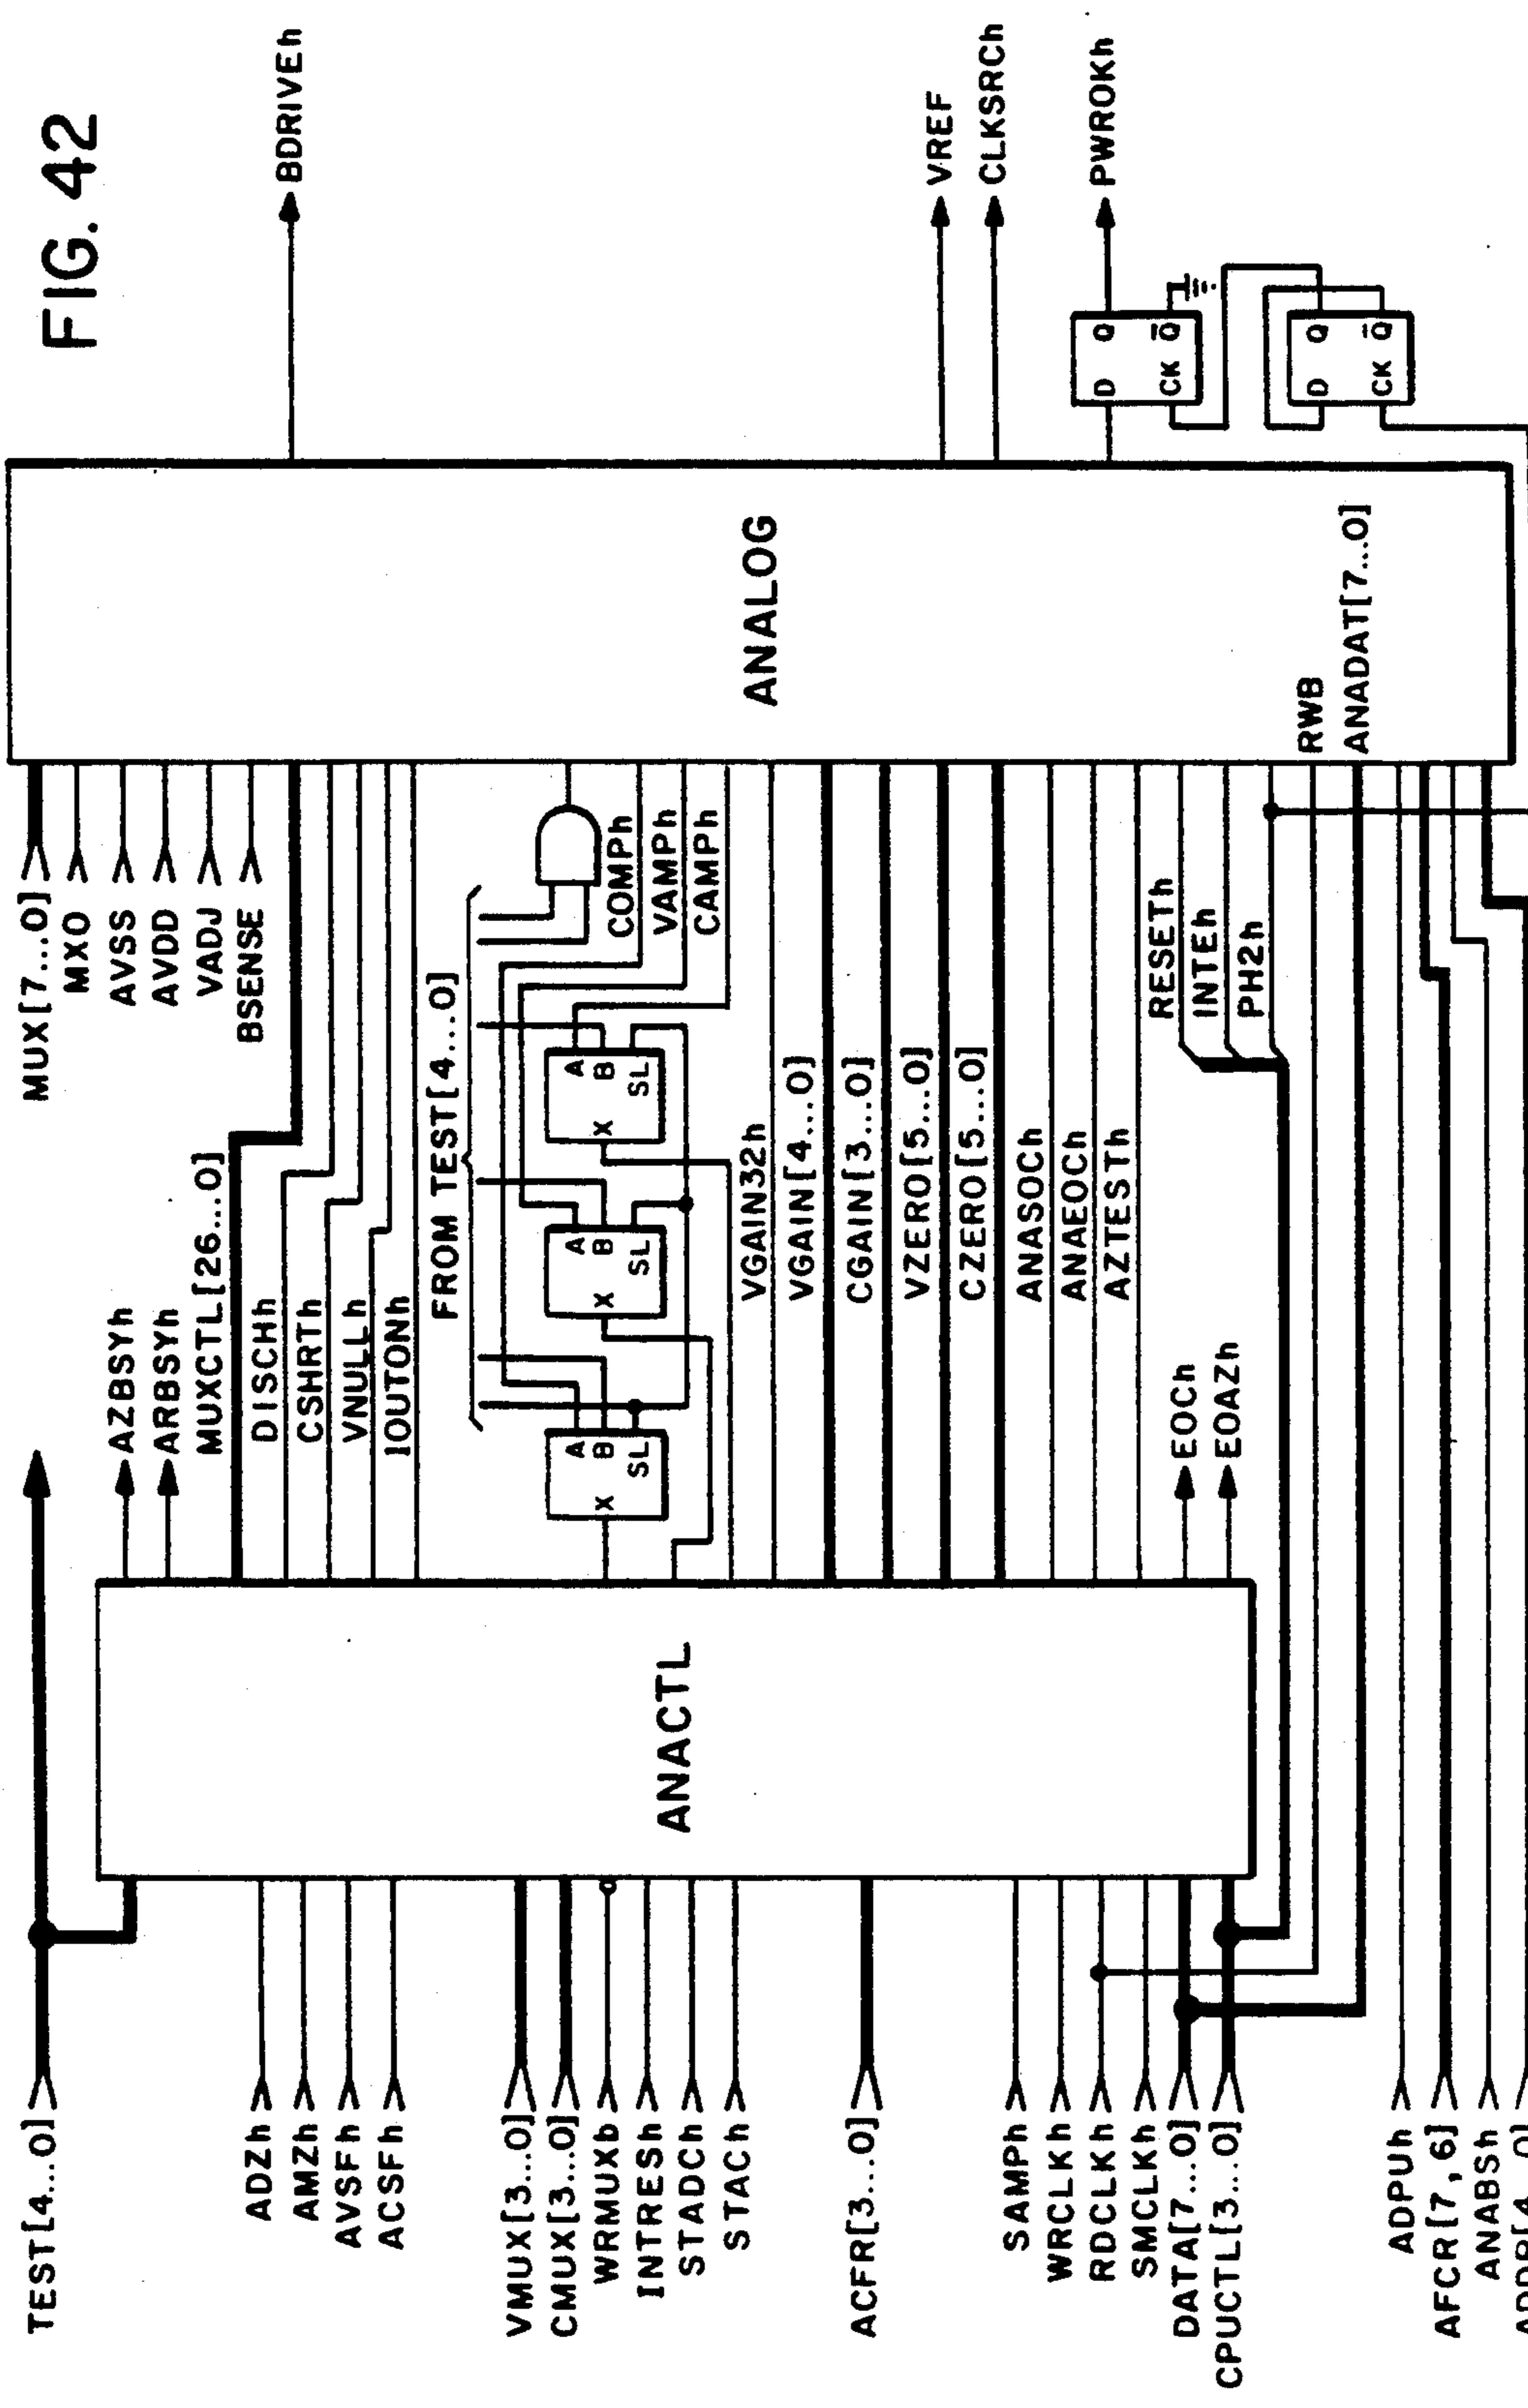 FIG. 42
TEST[4...0]
ADZh
AMZh
AVSFh
ACSFh
VMUX[3...0]
CMUX[3...0]
WRMUXb
INTRESh
STADCh
STACh
ACFR[3...0]
SAMPh
WRCLKh
RDCLKh
SMCLKh
DATA[7...0]
CPUCTL[3...0]
ADPUh
AFCR[7,6]
ANABSh
ANACTL
AZBSYh
ARBSYh
MUXCTL[26...0]
DISCHh
CSHRTh
VNULLh
IOUTONh
FROM TEST[4...0]
X A B SL
X A B SL
X A B SL
COMPh
VAMPh
CAMPh
VGAIN32h
VGAIN[4...0]
CGAIN[3...0]
VZERO[5...0]
CZERO[5...0]
ANASOCh
ANAEOCh
AZTESTh
EOCh
EOAZh
RESETh
INTEh
PH2h
MUX[7...0]
MXO
AVSS
AVDD
VADJ
BSENSE
ANALOG
RWB
ANADAT[7...0]
BDRIVEh
VREF
CLKSRCh
PWROKh
D Q
CK Q
D Q
CK Q